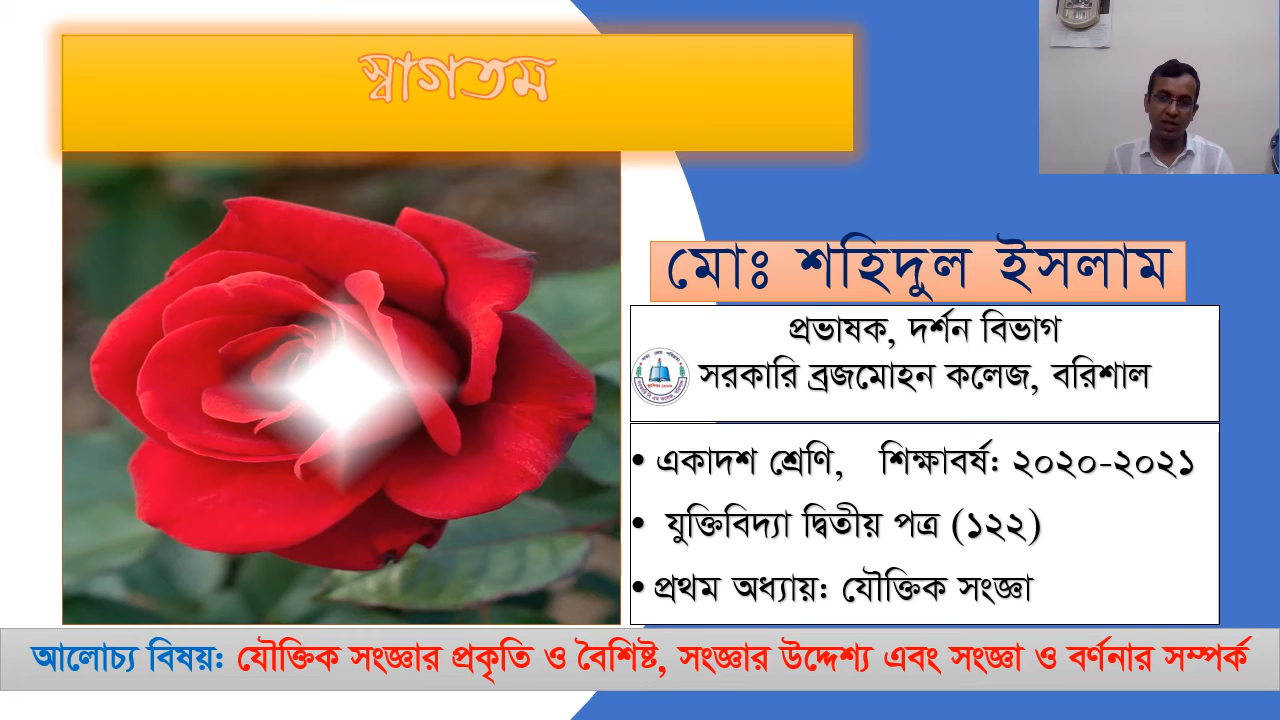 স্বাগতম
মোঃ শহিদুল ইসলাম
প্রভাষক, দর্শন বিভাগ
সরকারি ব্রজমোহন কলেজ, বরিশাল
• একাদশ শ্রেণি, শিক্ষাবর্ষ: ২০২০-২০২১
• যুক্তিবিদ্যা দ্বিতীয় পত্র (১২২)
• প্রথম অধ্যায়: যৌক্তিক সংজ্ঞা
আলোচ্য বিষয়: যৌক্তিক সংজ্ঞার প্রকৃতি ও বৈশিষ্ট, সংজ্ঞার উদ্দেশ্য এবং সংজ্ঞা ও বর্ণনার সম্পর্ক